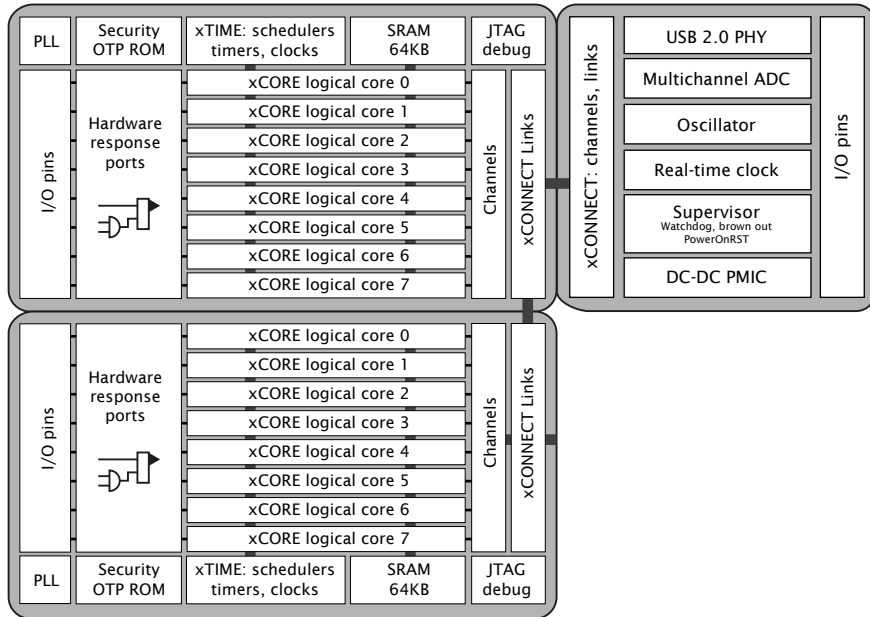 PLL
Security
OTP ROM
xTIME: schedulers
timers, clocks
SRAM
64KB
JTAG
debug
I/O pins
Hardware
response
ports
xCORE logical core 0
xCORE logical core 1
xCORE logical core 2
xCORE logical core 3
xCORE logical core 4
xCORE logical core 5
xCORE logical core 6
xCORE logical core 7
Channels
xCONNECT Links
xCONNECT: channels, links
USB 2.0 PHY
Multichannel ADC
Oscillator
Real-time clock
Supervisor
Watchdog, brown out
PowerOnRST
DC-DC PMIC
I/O pins
I/O pins
Hardware
response
ports
xCORE logical core 0
xCORE logical core 1
xCORE logical core 2
xCORE logical core 3
xCORE logical core 4
xCORE logical core 5
xCORE logical core 6
xCORE logical core 7
Channels
xCONNECT Links
PLL
Security
OTP ROM
xTIME: schedulers
timers, clocks
SRAM
64KB
JTAG
debug